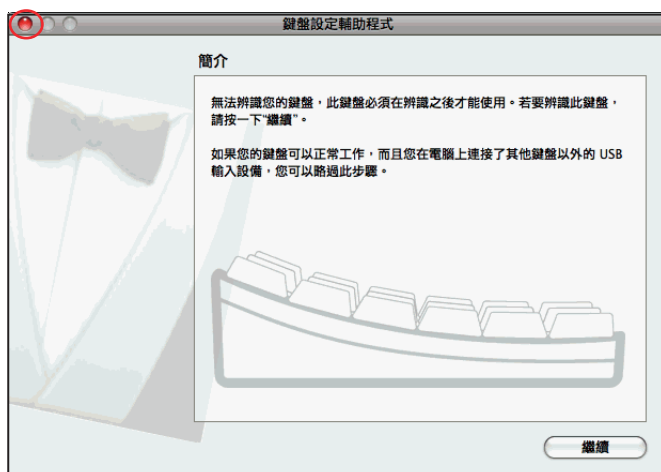 鍵盤設定輔助程式
簡介
無法辨識您的鍵盤，此鍵盤必須在辨識之後才能使用。若要辨識此鍵盤，
請按一下“繼續”。
如果您的鍵盤可以正常工作，而且您在電腦上連接了其他鍵盤以外的 USB
輸入設備，您可以略過此步驟。
繼續